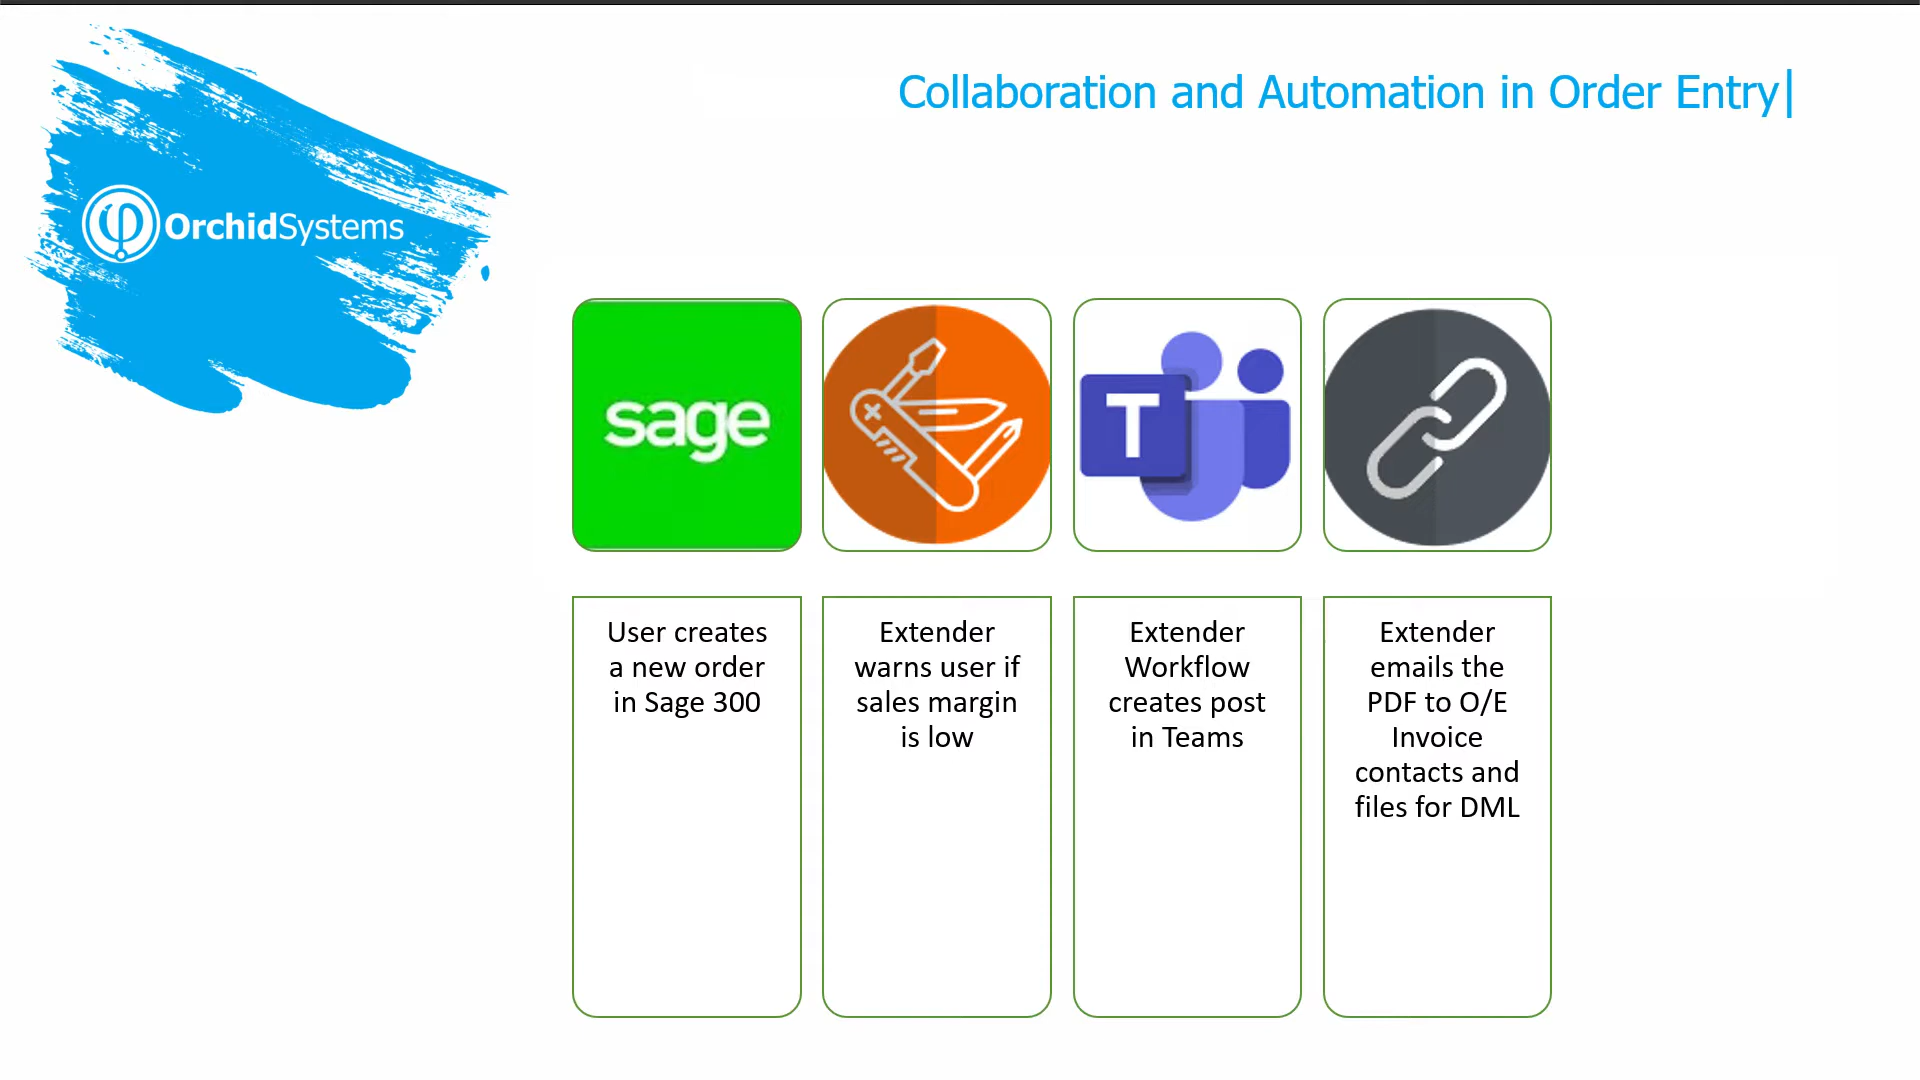 Collaboration and Automation in Order Entry|
OrchidSystems
sage
T
User creates
a new order
in Sage 300
Extender
warns user if
sales margin
is low
Extender
Workflow
creates post
in Teams
Extender
emails the
PDF to O/E
Invoice
contacts and
files for DML